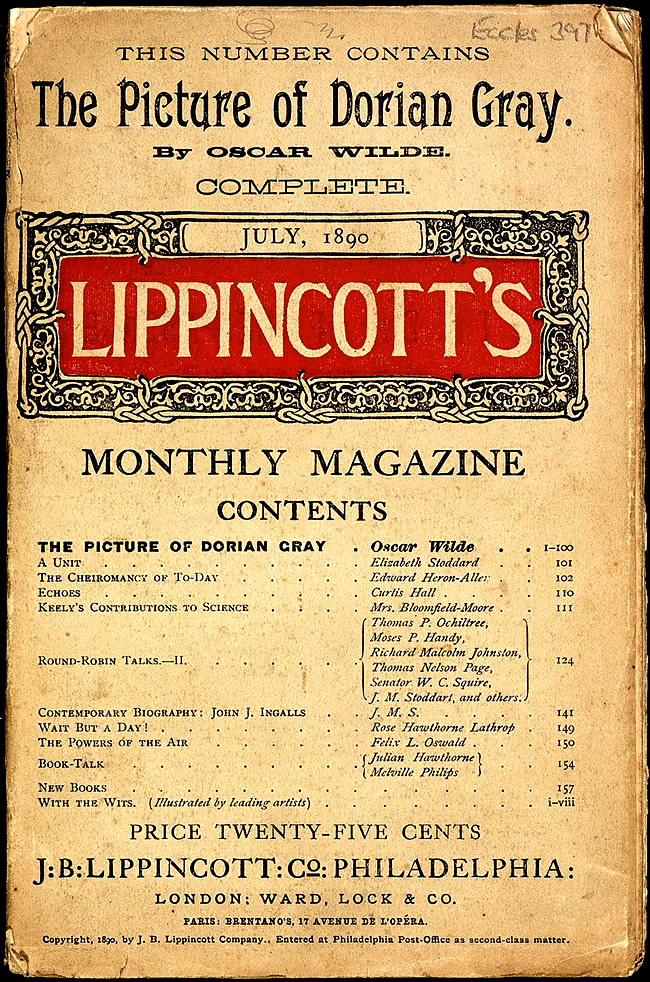 Eccles 397
THIS NUMBER CONTAINS
The Picture of Dorian Gray.
By OSCAR WILDE.
COMPLETE.
JULY, 1890
LIPPINCOTT'S
MONTHLY MAGAZINE
CONTENTS
THE PICTURE OF DORIAN GRAY . Oscar Wilde . . 1-100
A Unit . . . . . . . Elizabeth Stoddard . . 101
The Cheiromancy of To-Day . . . . Edward Heron-Allen . . 102
Echoes . . . . . . . Curtis Hall . . . 110
Keely's Contributions to Science . . . Mrs. Bloomfield-Moore . 111
Thomas P. Ochiltree,
Moses P. Handy,
Richard Malcolm Johnston,
Round-Robin Talks.—II. . . . . . 124
Thomas Nelson Page,
Senator W. C. Squire,
J. M. Stoddart, and others.
Contemporary Biography: John J. Ingalls . . J. M. S. . . . . 141
Wait But a Day! . . . . . . Rose Hawthorne Lathrop . 149
The Powers of the Air . . . . . Felix L. Oswald . . . 150
Book-Talk . . . . . . Julian Hawthorne . . 154
Melville Philips
New Books . . . . . . . . . . . 157
With the Wits. (Illustrated by leading artists) . . . . . . i-viii
PRICE TWENTY-FIVE CENTS
J:B:LIPPINCOTT:Co:PHILADELPHIA:
LONDON: WARD, LOCK & CO.
PARIS: BRENTANO'S, 17 AVENUE DE L'OPÉRA.
Copyright, 1890, by J. B. Lippincott Company. Entered at Philadelphia Post-Office as second-class matter.